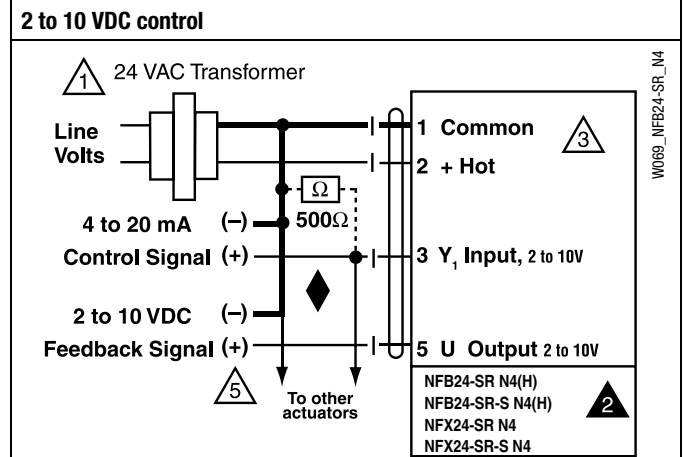 2 to 10 VDC control
1 24 VAC Transformer
W069_NFB24-SR_N4
Line
Volts
1 Common
3
2 + Hot
Ω
500Ω
4 to 20 mA (–)
Control Signal (+)
3 Y₁ Input, 2 to 10V
2 to 10 VDC (–)
Feedback Signal (+)
5 U Output 2 to 10V
5
To other
actuators
NFB24-SR N4(H)
NFB24-SR-S N4(H)
NFX24-SR N4
NFX24-SR-S N4
2